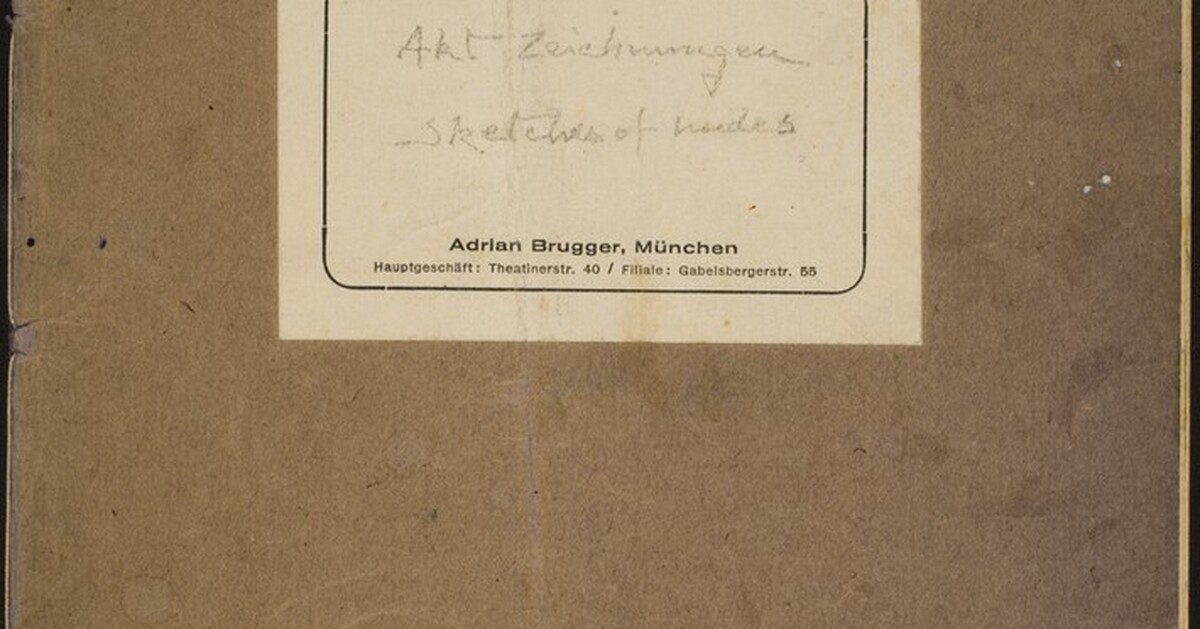 Akt Zeichnungen
Sketches of nudes
Adrian Brugger, München
Hauptgeschäft: Theatinerstr. 40 / Filiale: Gabelsbergerstr. 55